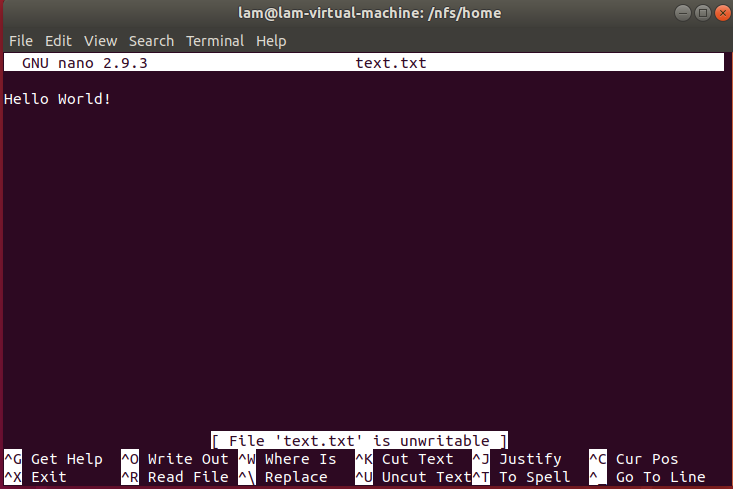 lam@lam-virtual-machine: /nfs/home
File Edit View Search Terminal Help
GNU nano 2.9.3 text.txt
Hello World!
[ File 'text.txt' is unwritable ]
^G Get Help ^O Write Out ^W Where Is ^K Cut Text ^J Justify ^C Cur Pos
^X Exit ^R Read File ^\ Replace ^U Uncut Text ^T To Spell ^_ Go To Line